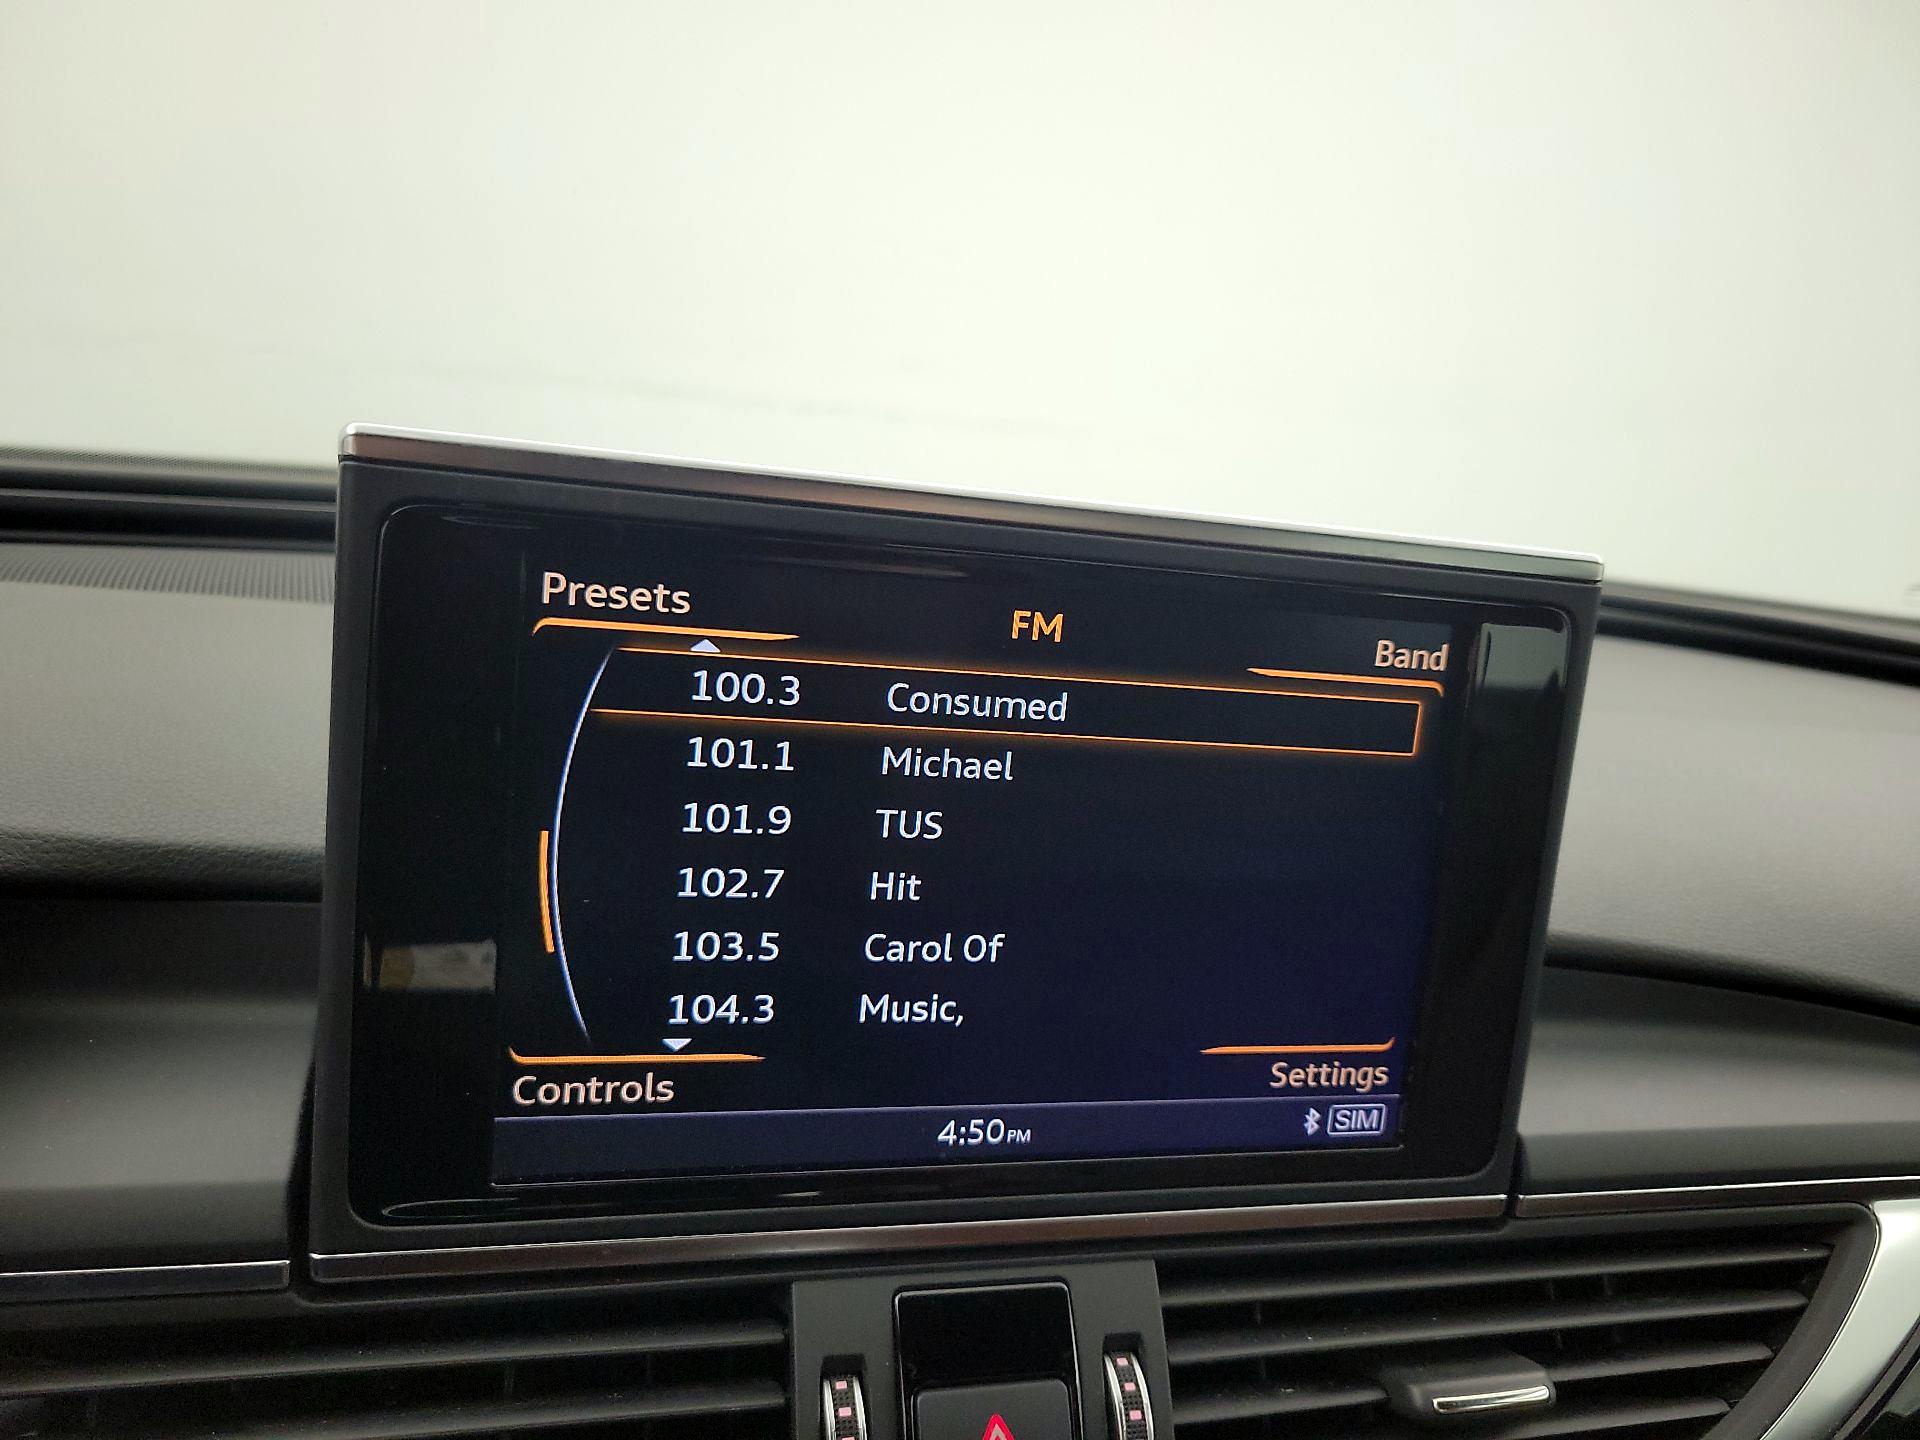 Presets
FM
Band
100.3 Consumed
101.1 Michael
101.9 TUS
102.7 Hit
103.5 Carol Of
104.3 Music,
Controls
Settings
4:50PM
SIM